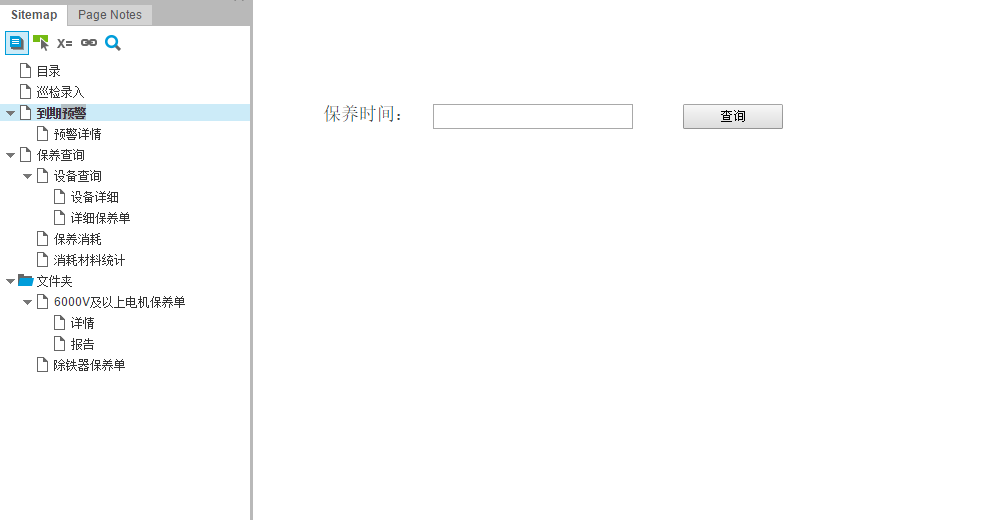 Sitemap Page Notes
X=
目录
巡检录入
到期预警
预警详情
保养查询
设备查询
设备详细
详细保养单
保养消耗
消耗材料统计
文件夹
6000V及以上电机保养单
详情
报告
除铁器保养单
保养时间： 查询